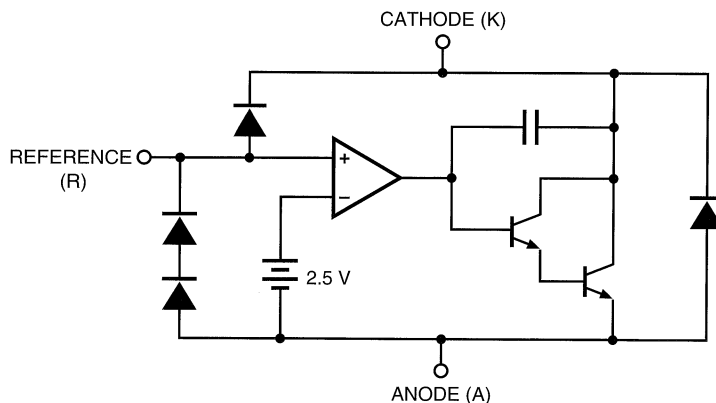 CATHODE (K)
REFERENCE
(R)
+
−
2.5 V
ANODE (A)